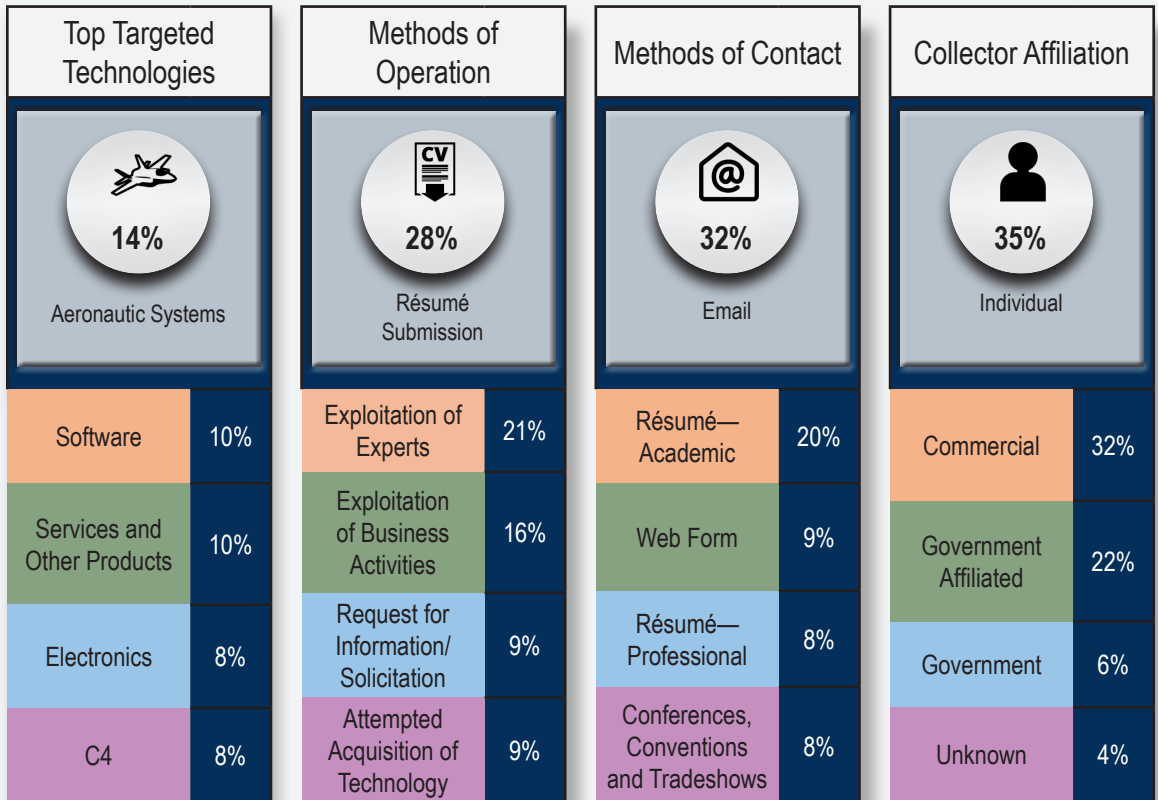 Top Targeted
Technologies
14%
Aeronautic Systems
Software 10%
Services and
Other Products 10%
Electronics 8%
C4 8%
Methods of
Operation
CV
28%
Résumé
Submission
Exploitation of
Experts 21%
Exploitation
of Business
Activities 16%
Request for
Information/
Solicitation 9%
Attempted
Acquisition of
Technology 9%
Methods of Contact
@
32%
Email
Résumé—
Academic 20%
Web Form 9%
Résumé—
Professional 8%
Conferences,
Conventions
and Tradeshows 8%
Collector Affiliation
35%
Individual
Commercial 32%
Government
Affiliated 22%
Government 6%
Unknown 4%